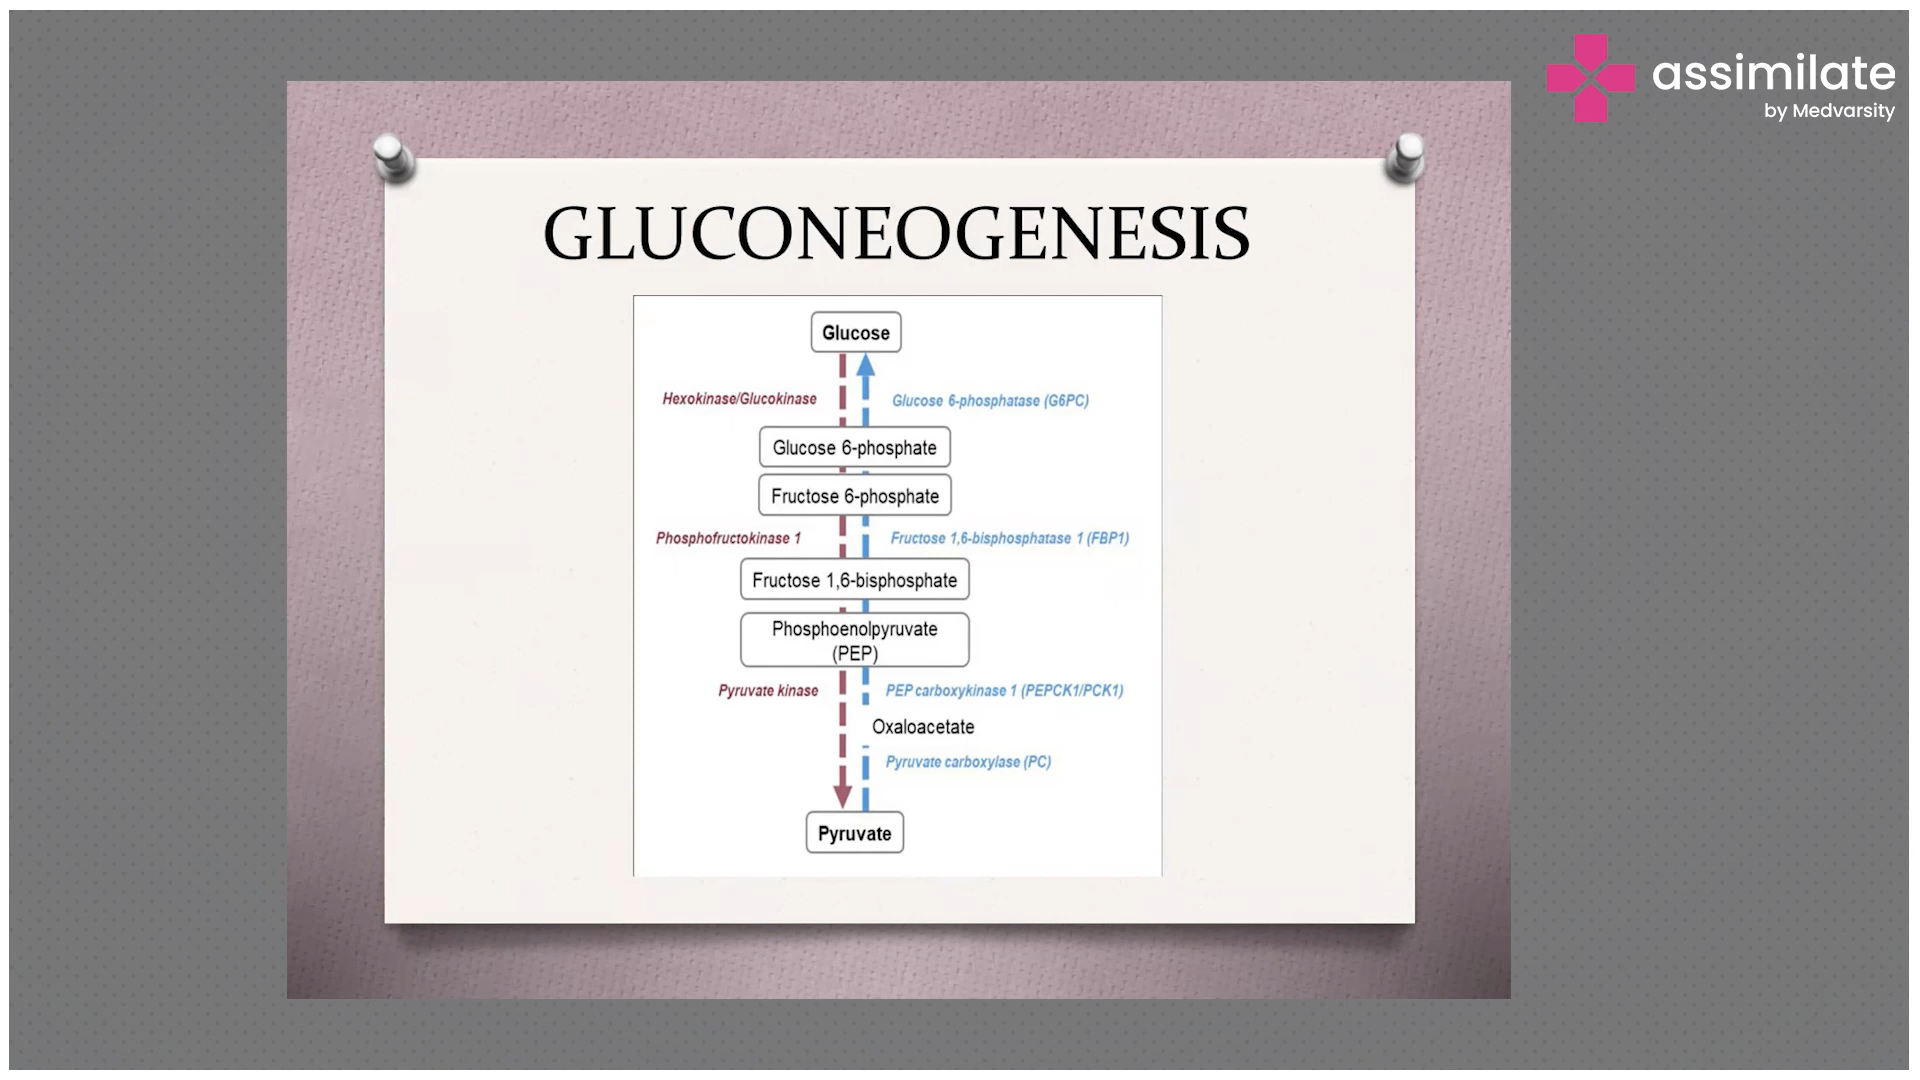 assimilate
by Medvarsity
GLUCONEOGENESIS
Glucose
Hexokinase/Glucokinase
Glucose 6-phosphatase (G6PC)
Glucose 6-phosphate
Fructose 6-phosphate
Phosphofructokinase 1
Fructose 1,6-bisphosphatase 1 (FBP1)
Fructose 1,6-bisphosphate
Phosphoenolpyruvate
(PEP)
Pyruvate kinase
PEP carboxykinase 1 (PEPCK1/PCK1)
Oxaloacetate
Pyruvate carboxylase (PC)
Pyruvate